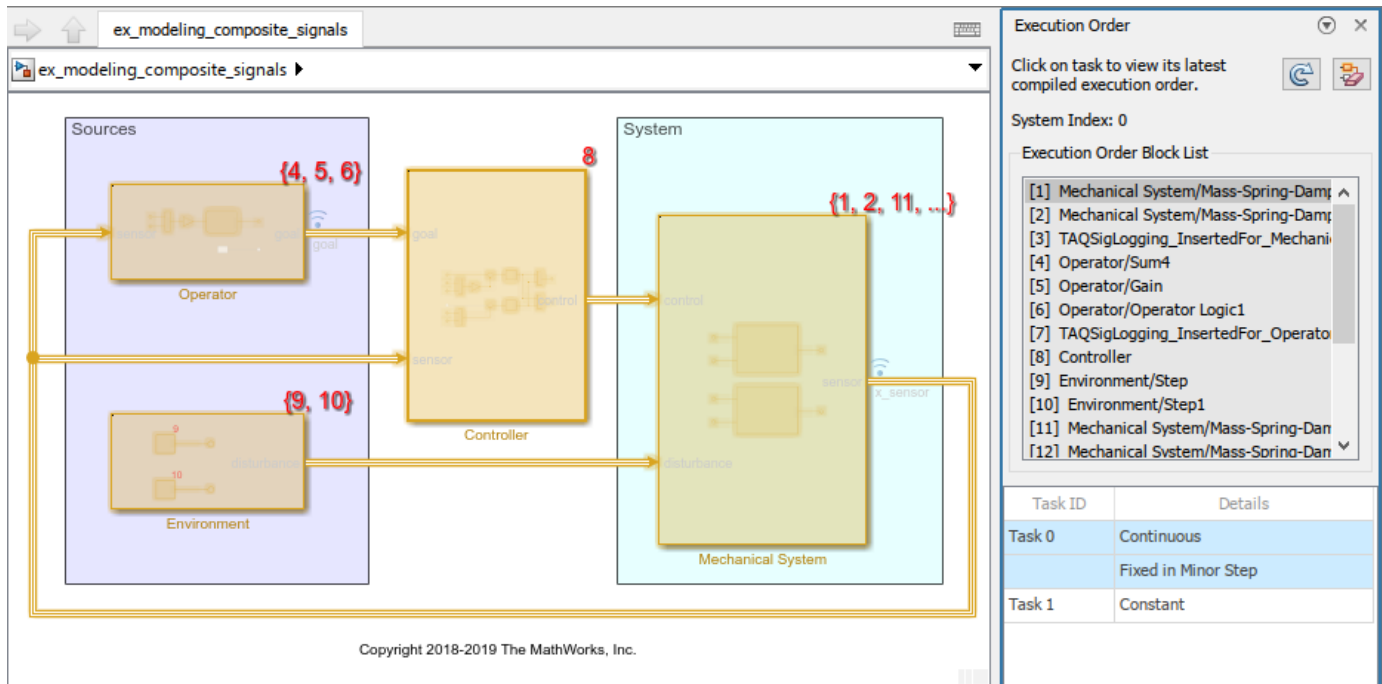 ex_modeling_composite_signals
ex_modeling_composite_signals
Sources
System
{4, 5, 6}
8
{1, 2, 11, ...}
sensor
goal
goal
goal
Operator
control
control
sensor
sensor
x_sensor
{9, 10}
Controller
9
disturbance
disturbance
10
Environment
Mechanical System
Copyright 2018-2019 The MathWorks, Inc.
Execution Order
Click on task to view its latest
compiled execution order.
System Index: 0
Execution Order Block List
[1] Mechanical System/Mass-Spring-Damp
[2] Mechanical System/Mass-Spring-Damp
[3] TAQSigLogging_InsertedFor_Mechani
[4] Operator/Sum4
[5] Operator/Gain
[6] Operator/Operator Logic1
[7] TAQSigLogging_InsertedFor_Operato
[8] Controller
[9] Environment/Step
[10] Environment/Step1
[11] Mechanical System/Mass-Spring-Dam
[12] Mechanical System/Mass-Spring-Dam
Task ID Details
Task 0 Continuous
Fixed in Minor Step
Task 1 Constant